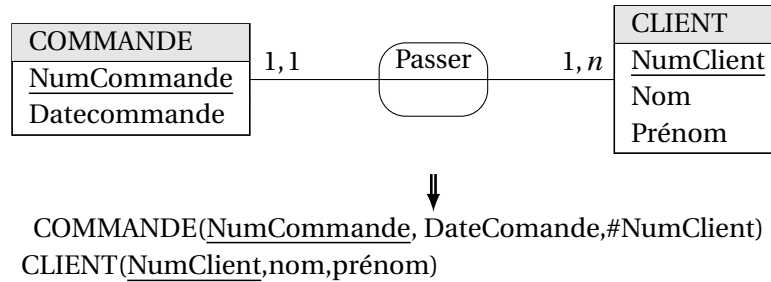 COMMANDE
NumCommande
Datecommande
1,1
Passer
1,n
CLIENT
NumClient
Nom
Prénom
COMMANDE(NumCommande, DateComande,#NumClient)
CLIENT(NumClient,nom,prénom)